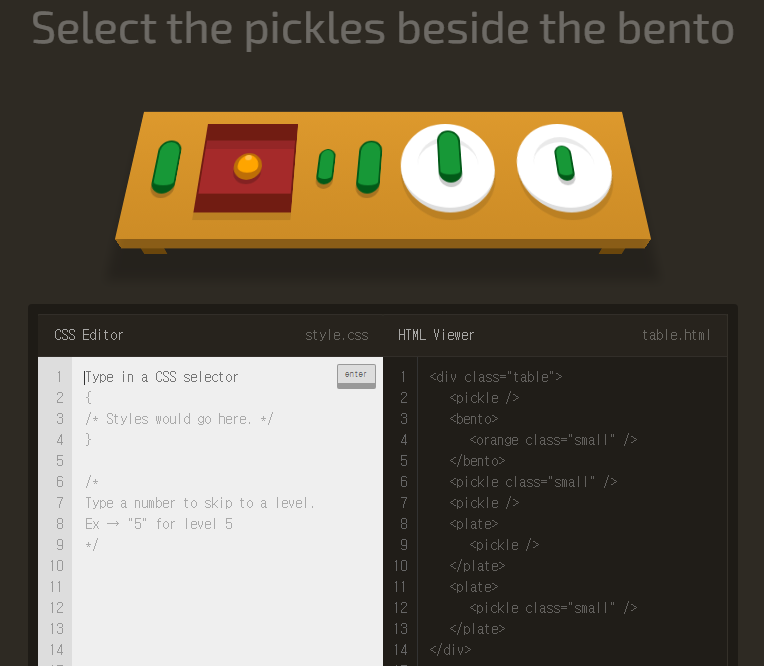 Select the pickles beside the bento
CSS Editor style.css
HTML Viewer table.html
1 Type in a CSS selector enter
2 {
3 /* Styles would go here. */
4 }
5
6 /*
7 Type a number to skip to a level.
8 Ex → "5" for level 5
9 */
10
11
12
13
14
1 <div class="table">
2 <pickle />
3 <bento>
4 <orange class="small" />
5 </bento>
6 <pickle class="small" />
7 <pickle />
8 <plate>
9 <pickle />
10 </plate>
11 <plate>
12 <pickle class="small" />
13 </plate>
14 </div>